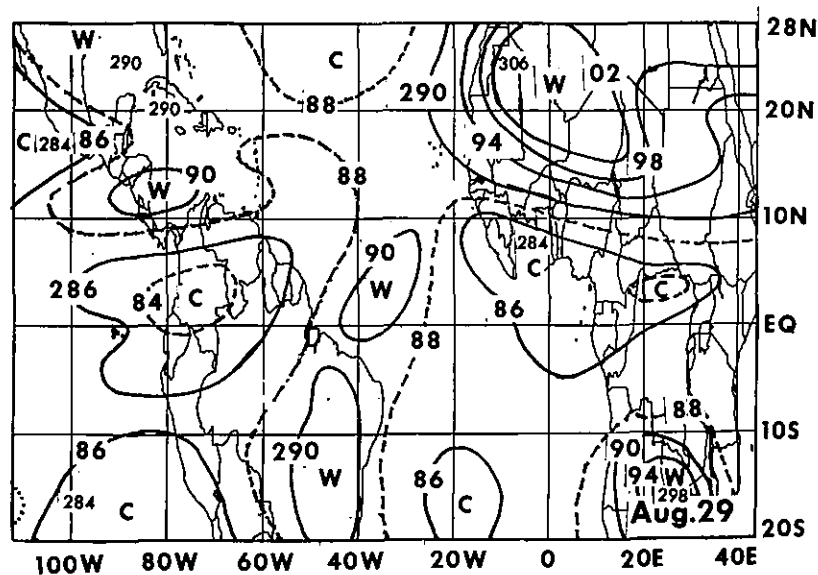 W 290 C 306 W 02 28N
290 88 290 20N
C 284 86 94 98
W 90 88
10N
90 284 C
286 84 C W 86 C
EQ
88
88
10S
86 290 90
W 86 94 W
284 C C 298
Aug.29 20S
100W 80W 60W 40W 20W 0 20E 40E